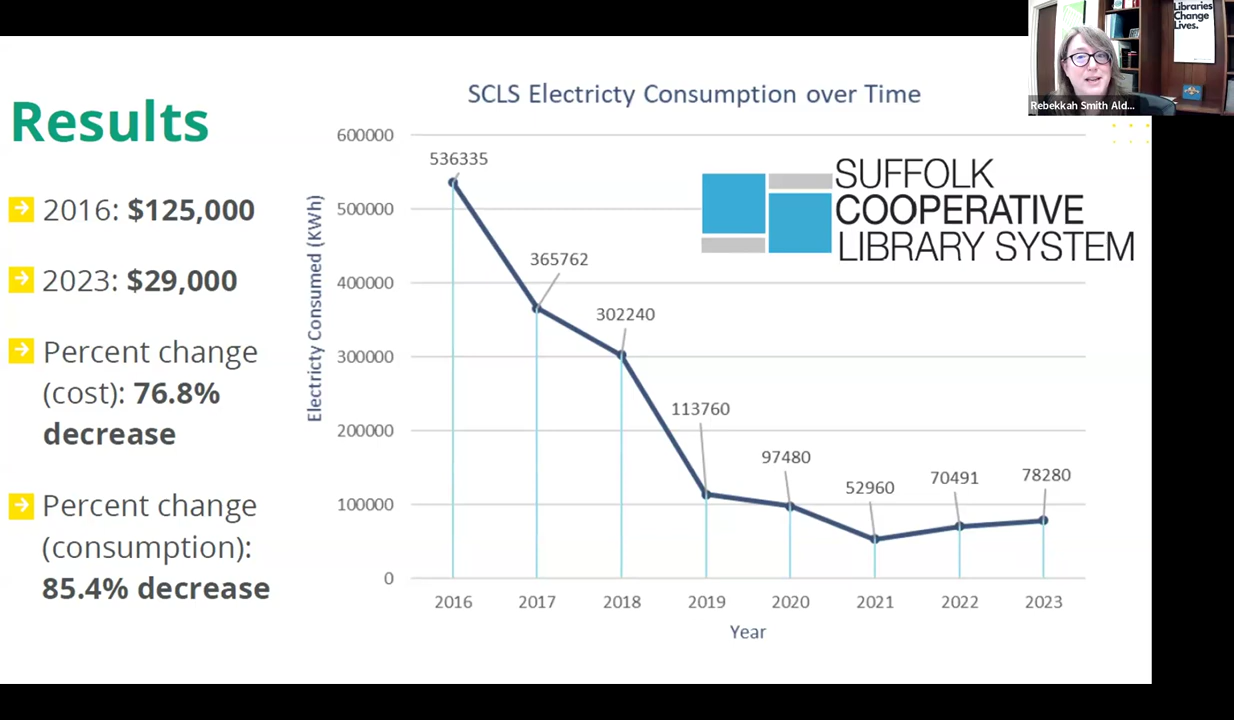 Libraries
Change
Lives.
Rebekkah Smith Ald...
Results
2016: $125,000
2023: $29,000
Percent change
(cost): 76.8%
decrease
Percent change
(consumption):
85.4% decrease
SCLS Electricty Consumption over Time
SUFFOLK
COOPERATIVE
LIBRARY SYSTEM
Electricty Consumed (KWh)
600000
500000
400000
300000
200000
100000
0
536335
365762
302240
113760
97480
52960
70491
78280
2016 2017 2018 2019 2020 2021 2022 2023
Year